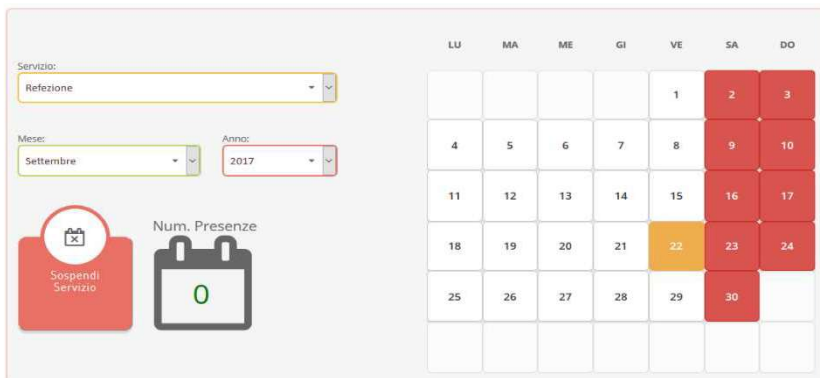 LU MA ME GI VE SA DO
Servizio:
Refezione
1 2 3
Mese: Anno:
Settembre 2017
4 5 6 7 8 9 10
11 12 13 14 15 16 17
Num. Presenze
18 19 20 21 22 23 24
Sospendi
Servizio
0
25 26 27 28 29 30